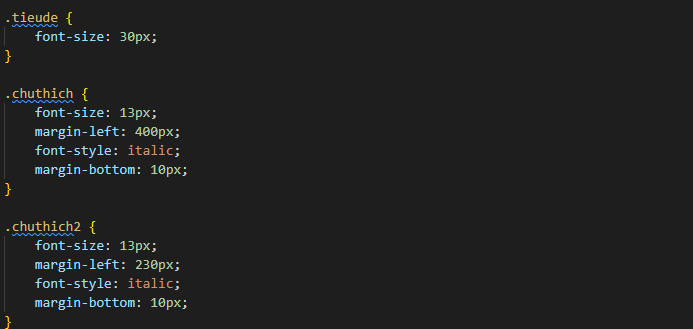 .tieude {
    font-size: 30px;
}

.chuthich {
    font-size: 13px;
    margin-left: 400px;
    font-style: italic;
    margin-bottom: 10px;
}

.chuthich2 {
    font-size: 13px;
    margin-left: 230px;
    font-style: italic;
    margin-bottom: 10px;
}